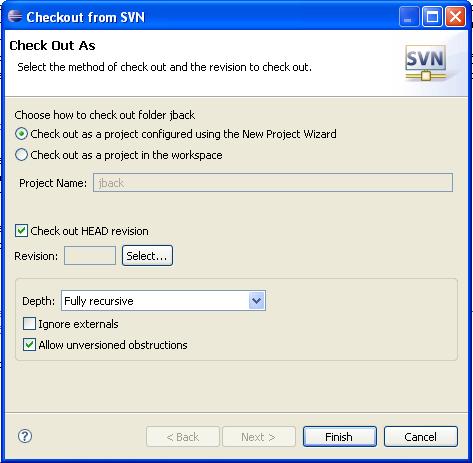 Checkout from SVN
Check Out As
Select the method of check out and the revision to check out.
SVN
Choose how to check out folder jback
Check out as a project configured using the New Project Wizard
Check out as a project in the workspace
Project Name: jback
Check out HEAD revision
Revision: Select...
Depth: Fully recursive
Ignore externals
Allow unversioned obstructions
? < Back Next > Finish Cancel